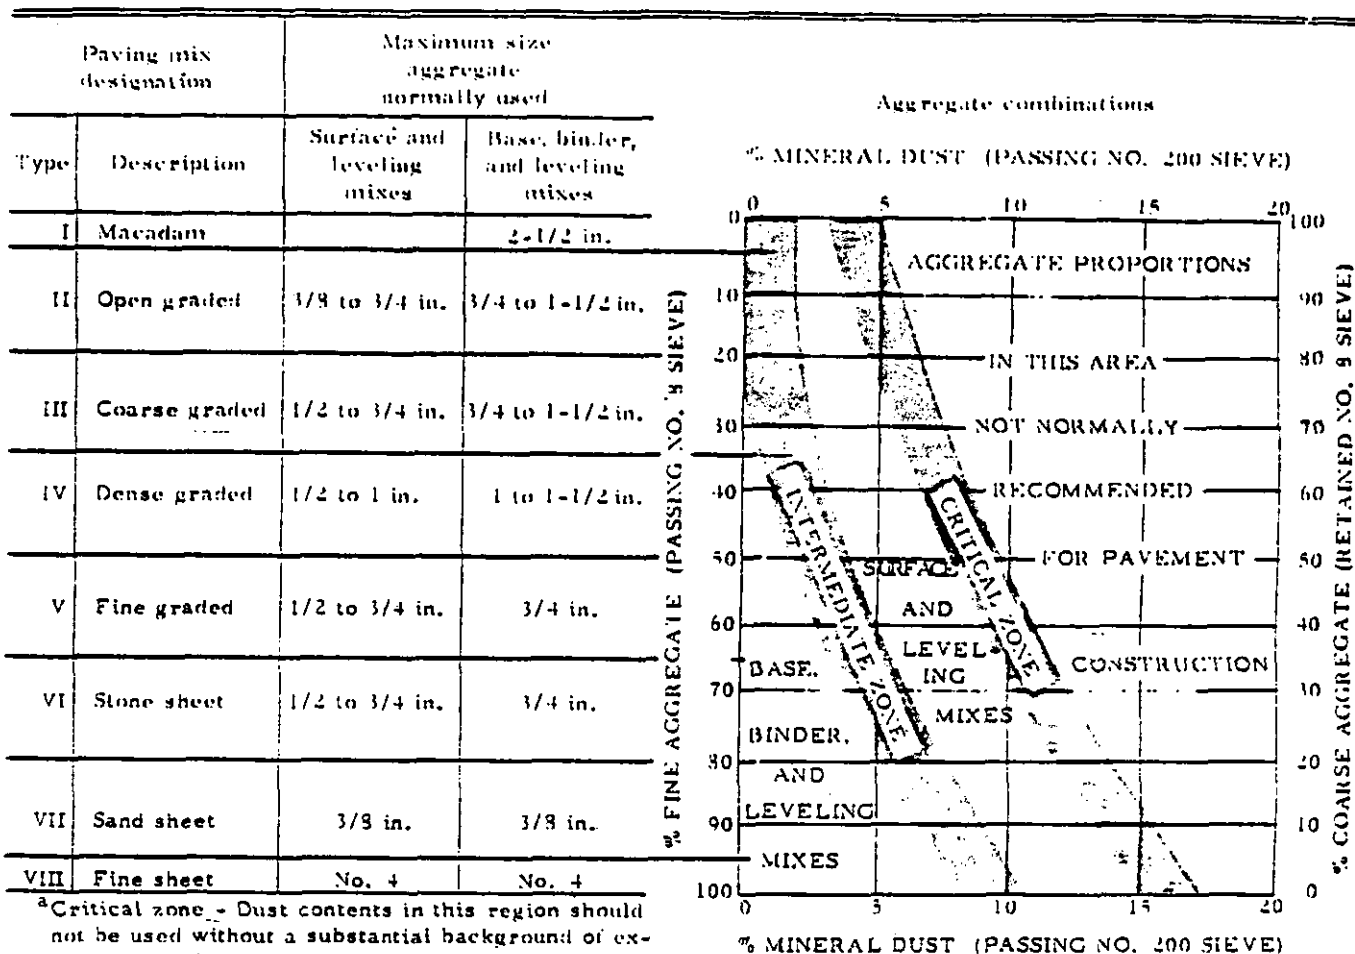 Paving mix designation
Maximum size aggregate normally used
Type
Description
Surface and leveling mixes
Base, binder, and leveling mixes
I Macadam 2-1/2 in.
II Open graded 3/8 to 3/4 in. 3/4 to 1-1/2 in.
III Coarse graded 1/2 to 3/4 in. 3/4 to 1-1/2 in.
IV Dense graded 1/2 to 1 in. 1 to 1-1/2 in.
V Fine graded 1/2 to 3/4 in. 3/4 in.
VI Stone sheet 1/2 to 3/4 in. 3/4 in.
VII Sand sheet 3/8 in. 3/8 in.
VIII Fine sheet No. 4 No. 4
a Critical zone - Dust contents in this region should
not be used without a substantial background of ex-
Aggregate combinations
% MINERAL DUST (PASSING NO. 200 SIEVE)
0 5 10 15 20
% FINE AGGREGATE (PASSING NO. 8 SIEVE)
0
10
20
30
40
50
60
70
80
90
100
AGGREGATE PROPORTIONS
IN THIS AREA
NOT NORMALLY
RECOMMENDED
FOR PAVEMENT
CONSTRUCTION
INTERMEDIATE ZONE
CRITICAL ZONE
SURFACE
AND
LEVEL-
ING
MIXES
BASE,
BINDER,
AND
LEVELING
MIXES
100
90
80
70
60
50
40
30
20
10
0
% COARSE AGGREGATE (RETAINED NO. 8 SIEVE)
0 5 10 15 20
% MINERAL DUST (PASSING NO. 200 SIEVE)